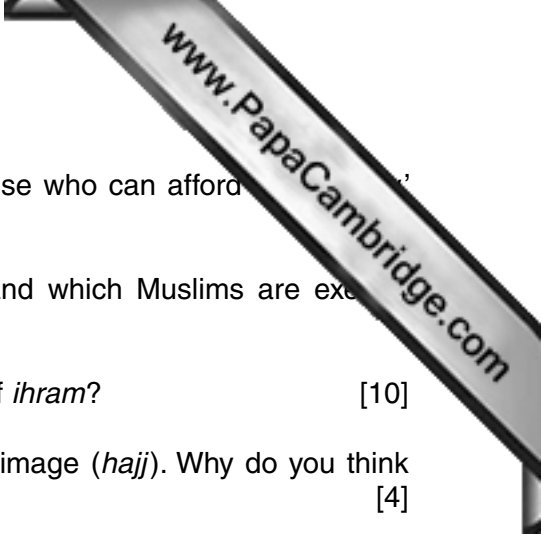 www.PapaCambridge.com
se who can afford
nd which Muslims are
f ihram? [10]
image (hajj). Why do you think
[4]